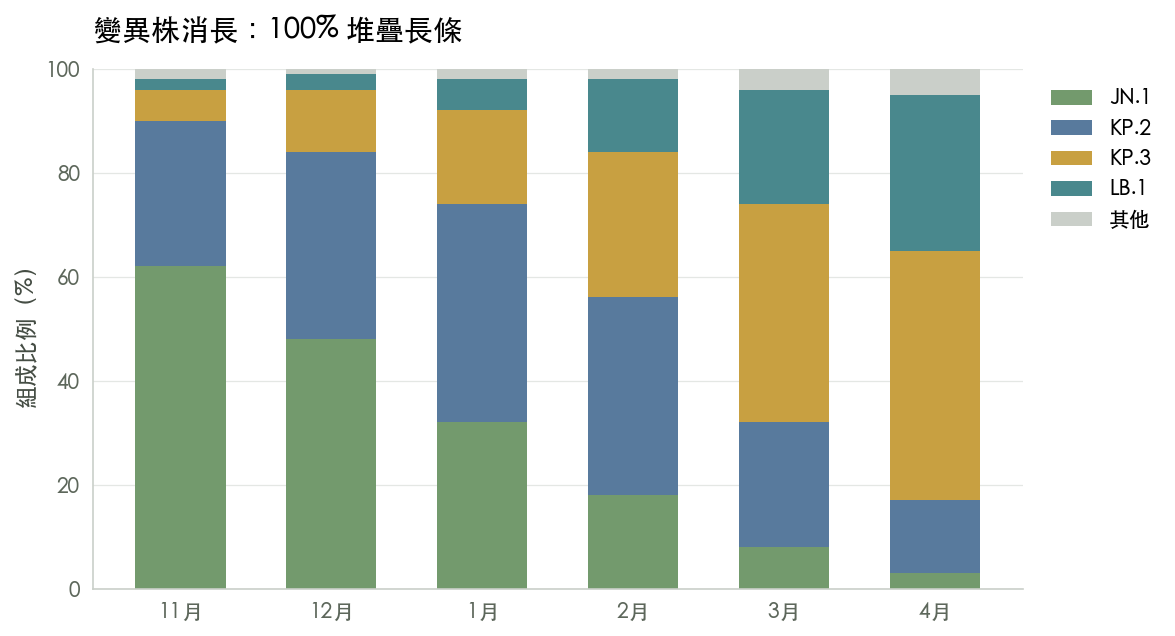 變異株消長：100% 堆疊長條
組成比例（%）
100
80
60
40
20
0
11月
12月
1月
2月
3月
4月
JN.1
KP.2
KP.3
LB.1
其他